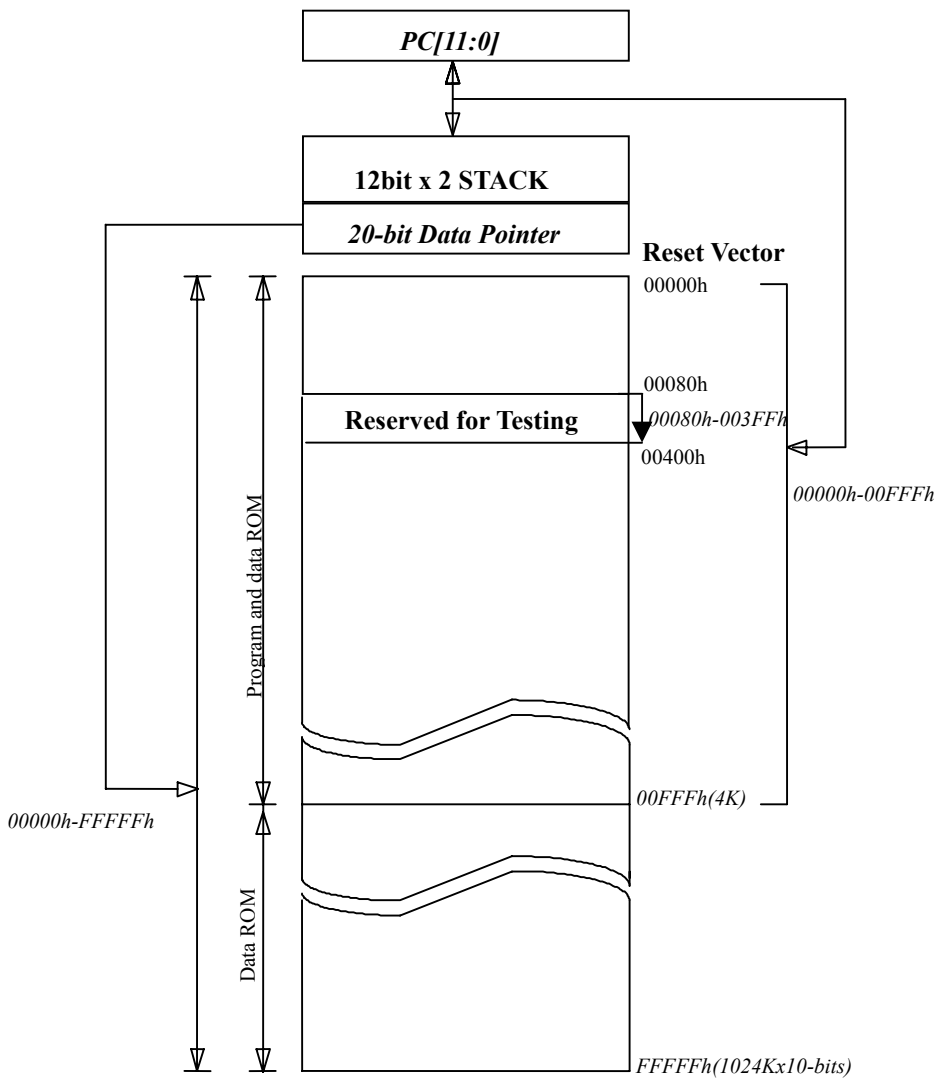 PC[11:0]
12bit x 2 STACK
20-bit Data Pointer
Reset Vector
00000h
00080h
Reserved for Testing
00080h-003FFh
00400h
00000h-00FFFh
Program and data ROM
00FFFh(4K)
00000h-FFFFFh
Data ROM
FFFFFh(1024Kx10-bits)